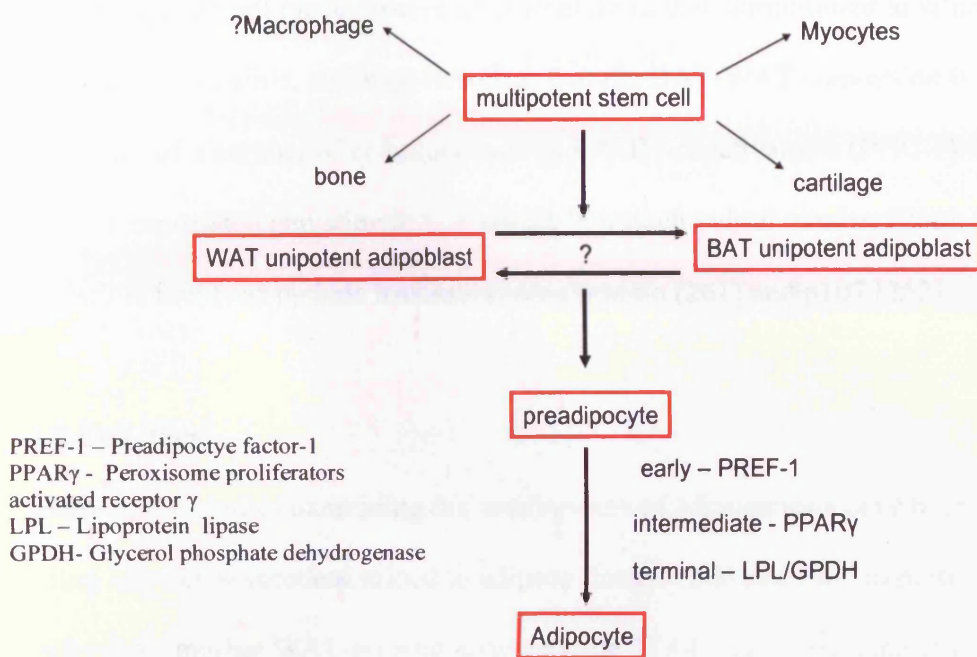 ?Macrophage
Myocytes
multipotent stem cell
bone
cartilage
WAT unipotent adipoblast
?
BAT unipotent adipoblast
preadipocyte
PREF-1 – Preadipoctye factor-1
PPARγ - Peroxisome proliferators
activated receptor γ
LPL – Lipoprotein lipase
GPDH- Glycerol phosphate dehydrogenase
early – PREF-1
intermediate - PPARγ
terminal – LPL/GPDH
Adipocyte